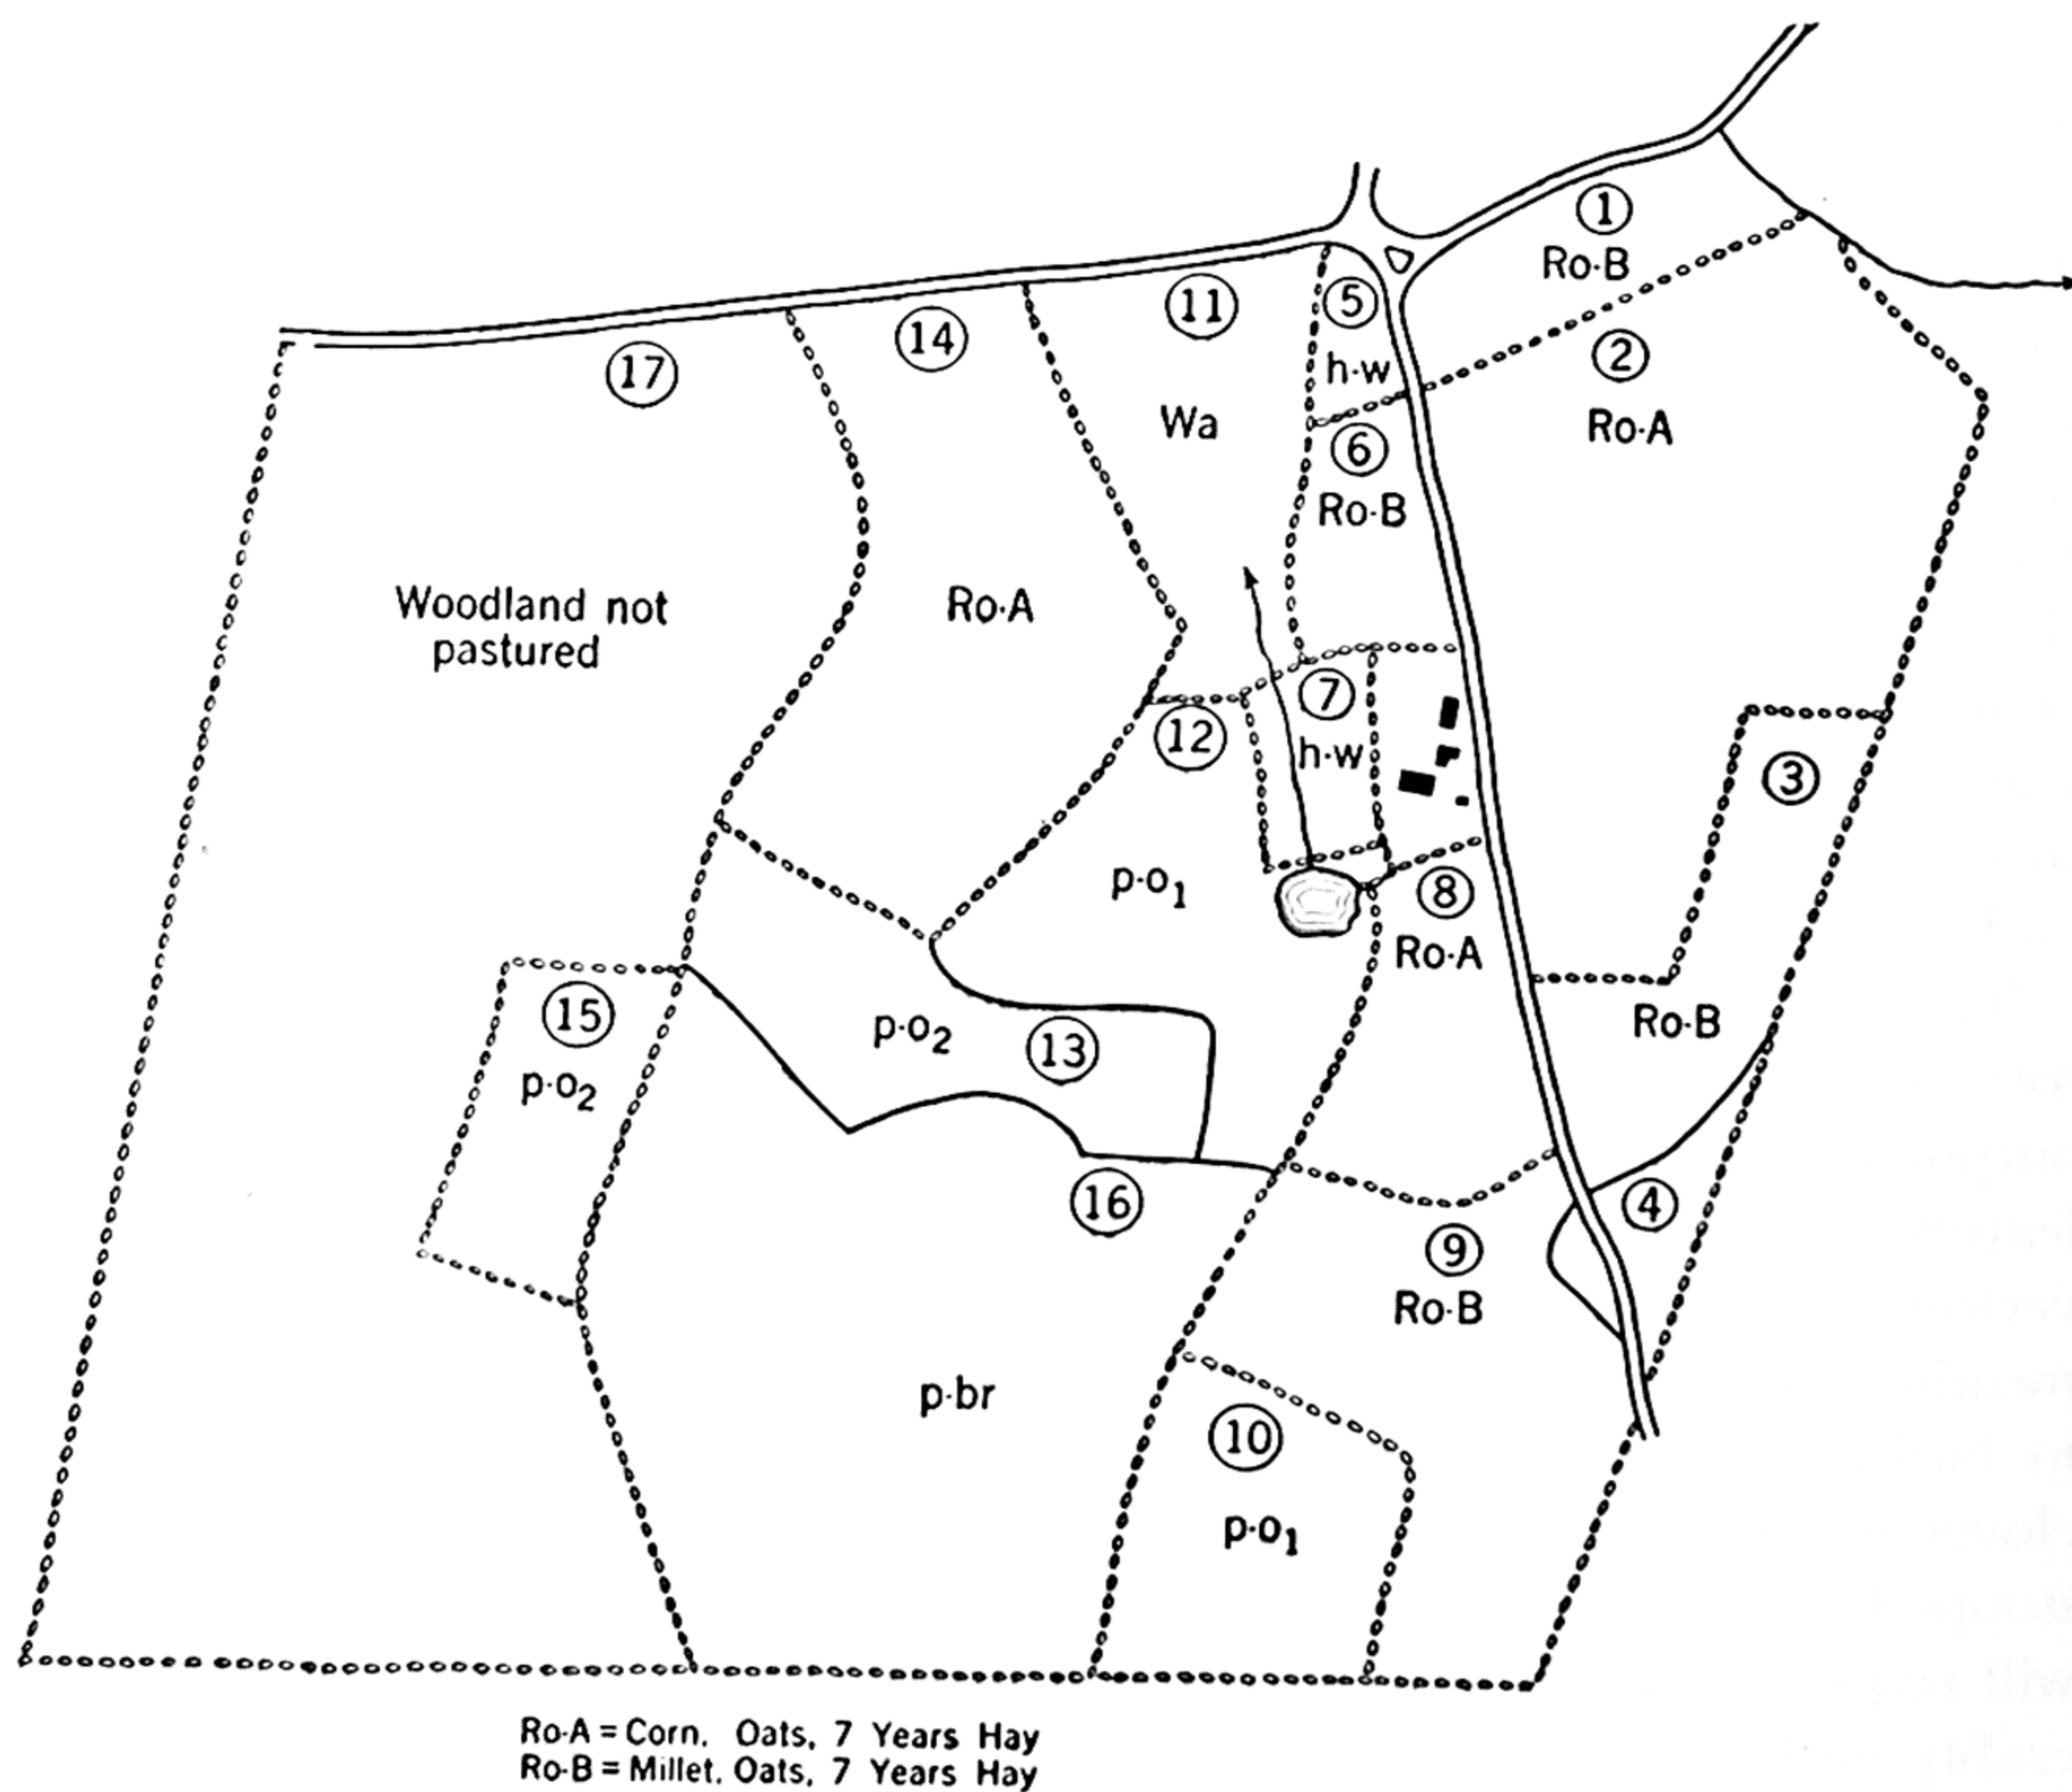 1
Ro·B
5
11
14
2
17
h·w
Wa
Ro·A
6
Ro·B
Woodland not
pastured
Ro·A
7
12
h·w
3
p·o1
8
Ro·A
15
p·o2
13
Ro·B
p·o2
16
4
9
Ro·B
p·br
10
p·o1
Ro·A = Corn. Oats, 7 Years Hay
Ro·B = Millet. Oats, 7 Years Hay